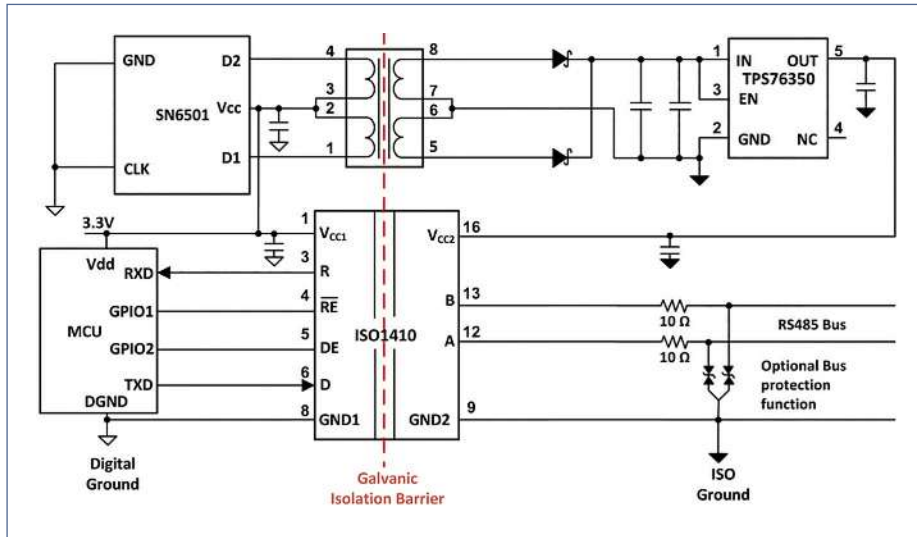 GND
D2
SN6501
Vcc
D1
CLK
4
3
2
1
8
7
6
5
1
IN
OUT
5
TPS76350
3
EN
2
GND
NC
4
3.3V
Vdd
RXD
GPIO1
MCU
GPIO2
TXD
DGND
Digital
Ground
1
VCC1
3
R
4
RE
5
DE
6
D
8
GND1
ISO1410
VCC2
16
B
13
A
12
GND2
9
10 Ω
10 Ω
RS485 Bus
Optional Bus
protection
function
ISO
Ground
Galvanic
Isolation Barrier